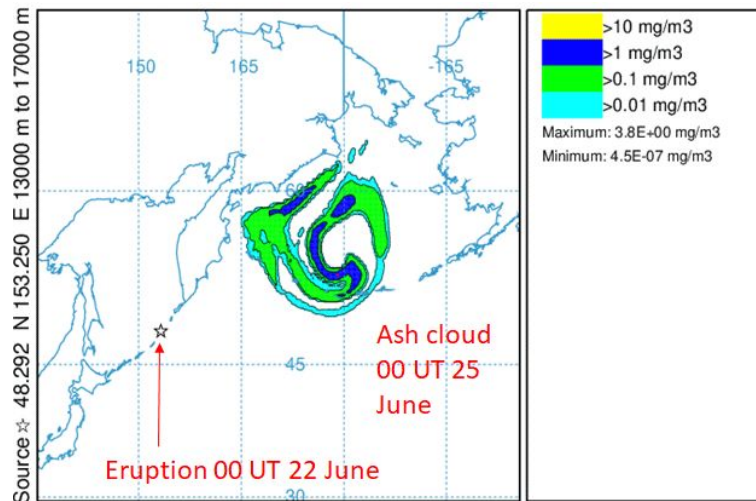 Source ☆ 48.292 N 153.250 E 13000 m to 17000 m
150
165
-165
60
45
30
Ash cloud
00 UT 25
June
Eruption 00 UT 22 June
>10 mg/m3
>1 mg/m3
>0.1 mg/m3
>0.01 mg/m3
Maximum: 3.8E+00 mg/m3
Minimum: 4.5E-07 mg/m3